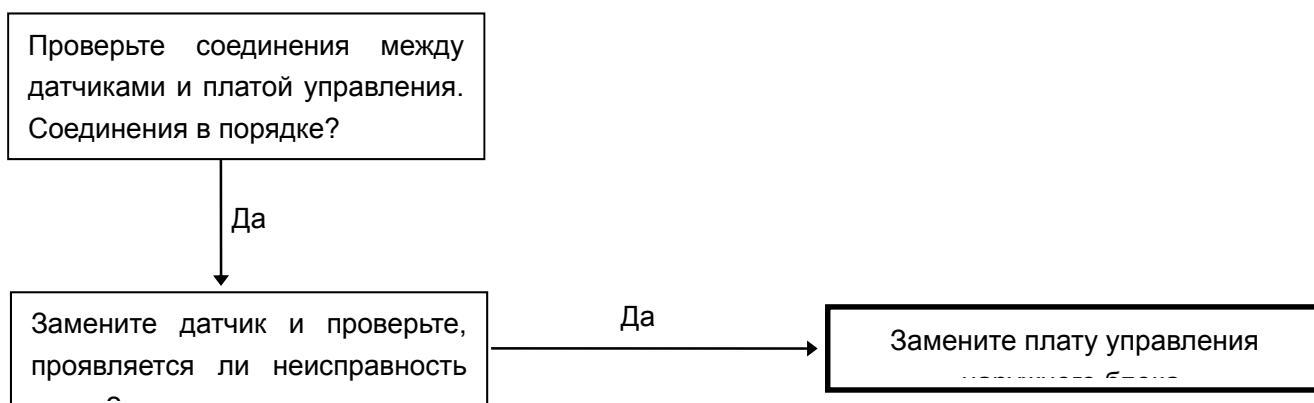 Проверьте соединения между
датчиками и платой управления.
Соединения в порядке?
Да
Замените датчик и проверьте,
проявляется ли неисправность
Да
Замените плату управления